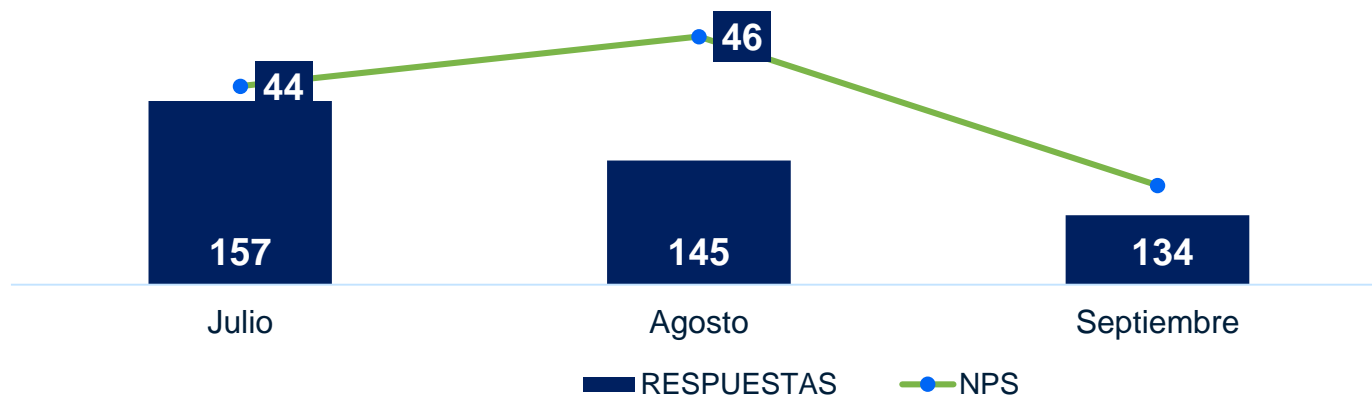 46
44
157
145
134
Julio
Agosto
Septiembre
RESPUESTAS
NPS